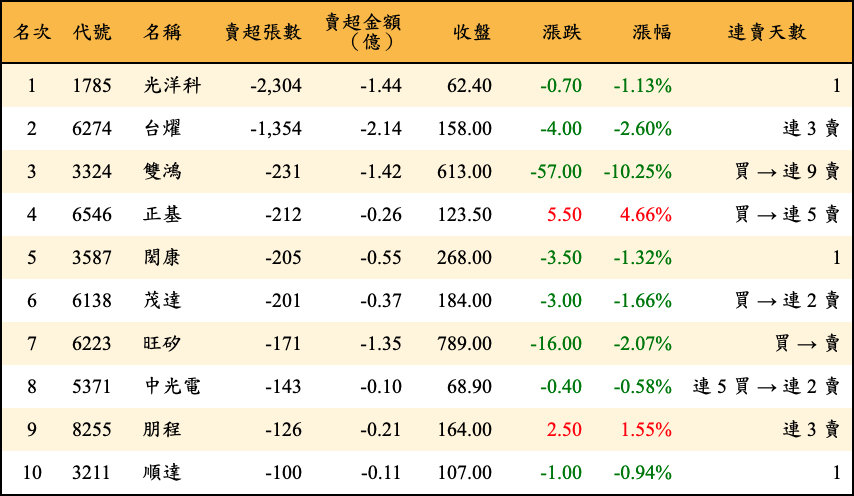 名次 代號 名稱 賣超張數 賣超金額（億） 收盤 漲跌 漲幅 連賣天數
1 1785 光洋科 -2,304 -1.44 62.40 -0.70 -1.13% 1
2 6274 台燿 -1,354 -2.14 158.00 -4.00 -2.60% 連 3 賣
3 3324 雙鴻 -231 -1.42 613.00 -57.00 -10.25% 買 → 連 9 賣
4 6546 正基 -212 -0.26 123.50 5.50 4.66% 買 → 連 5 賣
5 3587 閎康 -205 -0.55 268.00 -3.50 -1.32% 1
6 6138 茂達 -201 -0.37 184.00 -3.00 -1.66% 買 → 連 2 賣
7 6223 旺矽 -171 -1.35 789.00 -16.00 -2.07% 買 → 賣
8 5371 中光電 -143 -0.10 68.90 -0.40 -0.58% 連 5 買 → 連 2 賣
9 8255 朋程 -126 -0.21 164.00 2.50 1.55% 連 3 賣
10 3211 順達 -100 -0.11 107.00 -1.00 -0.94% 1